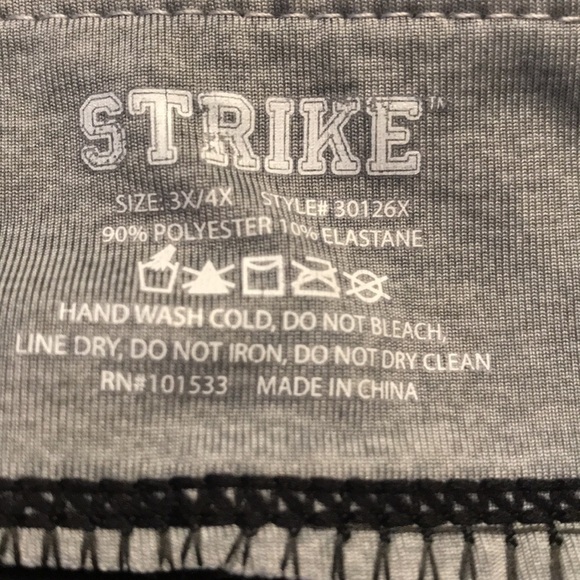 STRIKE™
SIZE: 3X/4X STYLE# 30126X
90% POLYESTER 10% ELASTANE
HAND WASH COLD, DO NOT BLEACH,
LINE DRY, DO NOT IRON, DO NOT DRY CLEAN
RN#101533 MADE IN CHINA